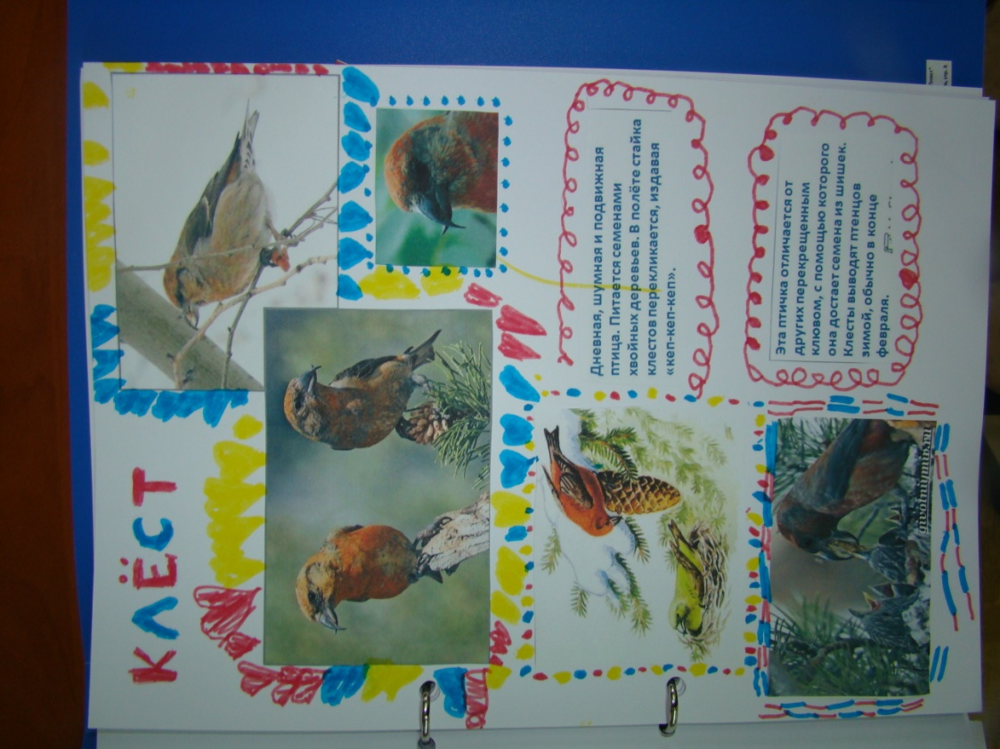 КЛЁСТ
Дневная, шумная и подвижная
птица. Питается семенами
хвойных деревьев. В полёте стайка
клестов перекликается, издавая
«кеп-кеп-кеп».
Эта птичка отличается от
других перекрещенным
клювом, с помощью которого
она достает семена из шишек.
Клесты выводят птенцов
зимой, обычно в конце
февраля.